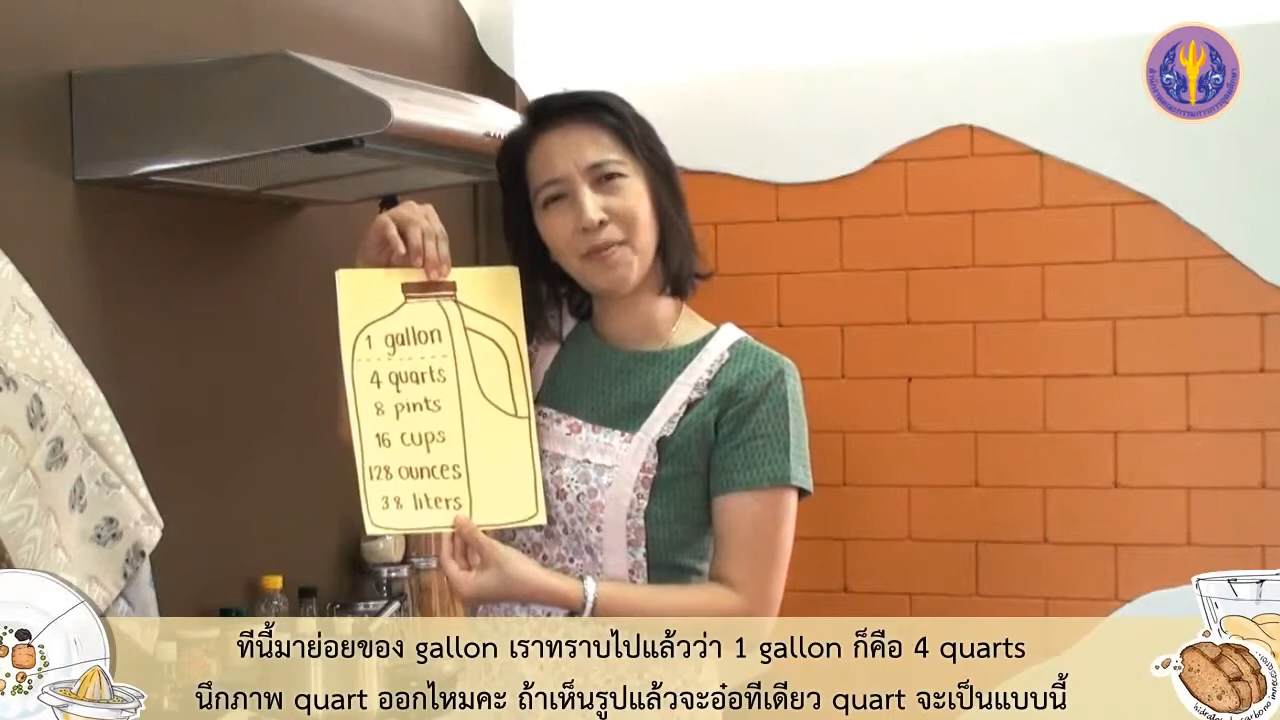 1 gallon
4 quarts
8 pints
16 cups
128 ounces
3.8 liters
ทีนี้มาย่อยของ gallon เราทราบไปแล้วว่า 1 gallon ก็คือ 4 quarts
นึกภาพ quart ออกไหมคะ ถ้าเห็นรูปแล้วจะอ๋อทีเดียว quart จะเป็นแบบนี้